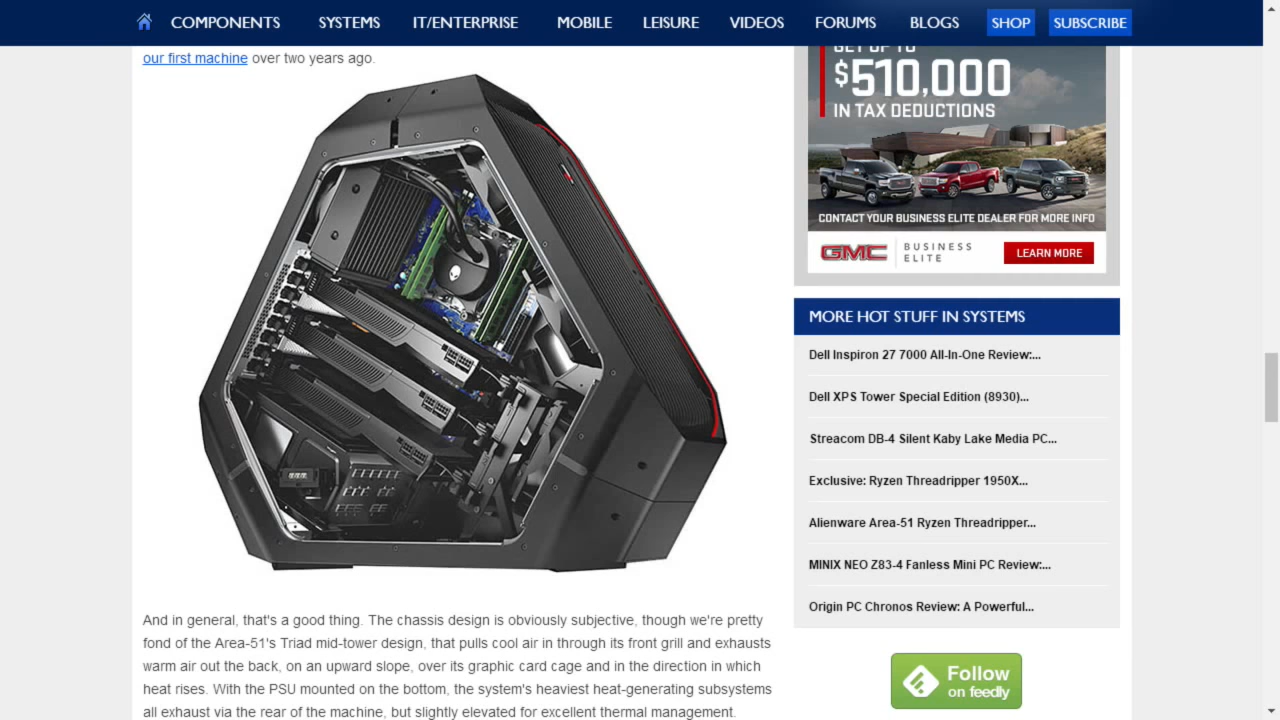 COMPONENTS SYSTEMS IT/ENTERPRISE MOBILE LEISURE VIDEOS FORUMS BLOGS SHOP SUBSCRIBE
our first machine over two years ago.
And in general, that's a good thing. The chassis design is obviously subjective, though we're pretty
fond of the Area-51's Triad mid-tower design, that pulls cool air in through its front grill and exhausts
warm air out the back, on an upward slope, over its graphic card cage and in the direction in which
heat rises. With the PSU mounted on the bottom, the system's heaviest heat-generating subsystems
all exhaust via the rear of the machine, but slightly elevated for excellent thermal management.
GET UP TO
$510,000
IN TAX DEDUCTIONS
CONTACT YOUR BUSINESS ELITE DEALER FOR MORE INFO
GMC BUSINESS
ELITE
LEARN MORE
MORE HOT STUFF IN SYSTEMS
Dell Inspiron 27 7000 All-In-One Review:...
Dell XPS Tower Special Edition (8930)...
Streacom DB-4 Silent Kaby Lake Media PC...
Exclusive: Ryzen Threadripper 1950X...
Alienware Area-51 Ryzen Threadripper...
MINIX NEO Z83-4 Fanless Mini PC Review:...
Origin PC Chronos Review: A Powerful...
Follow
on feedly